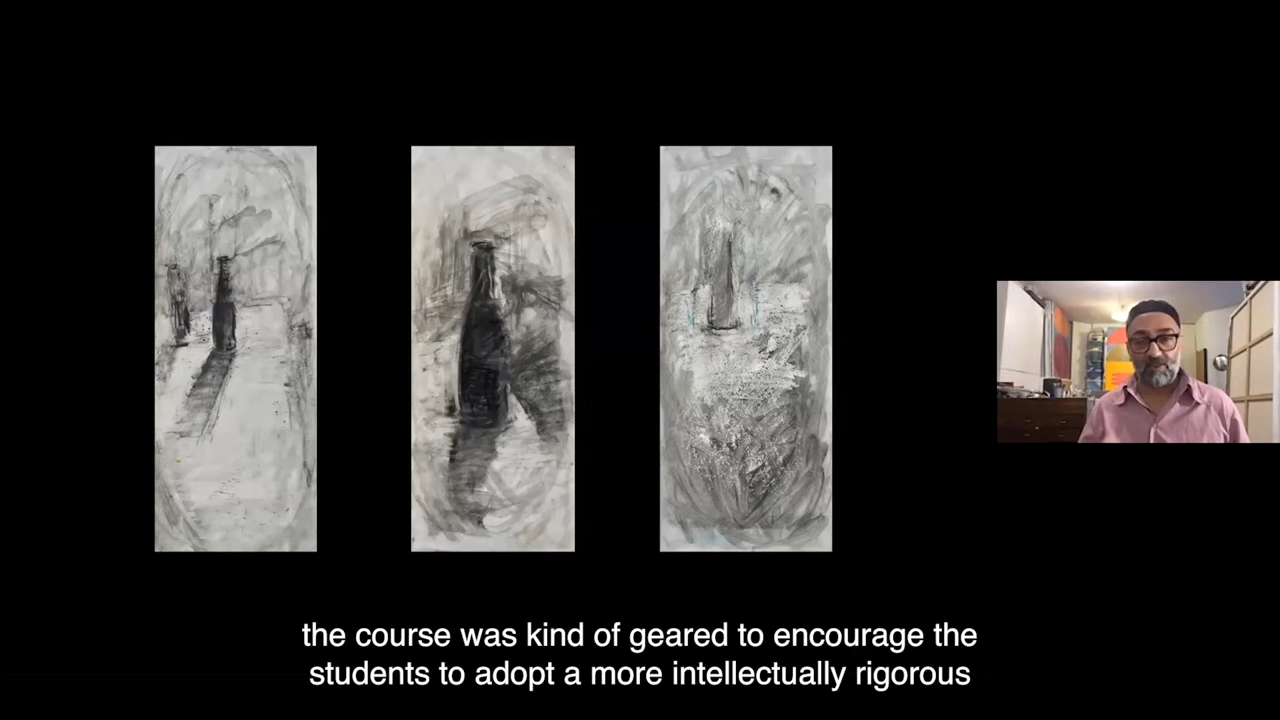 the course was kind of geared to encourage the
students to adopt a more intellectually rigorous